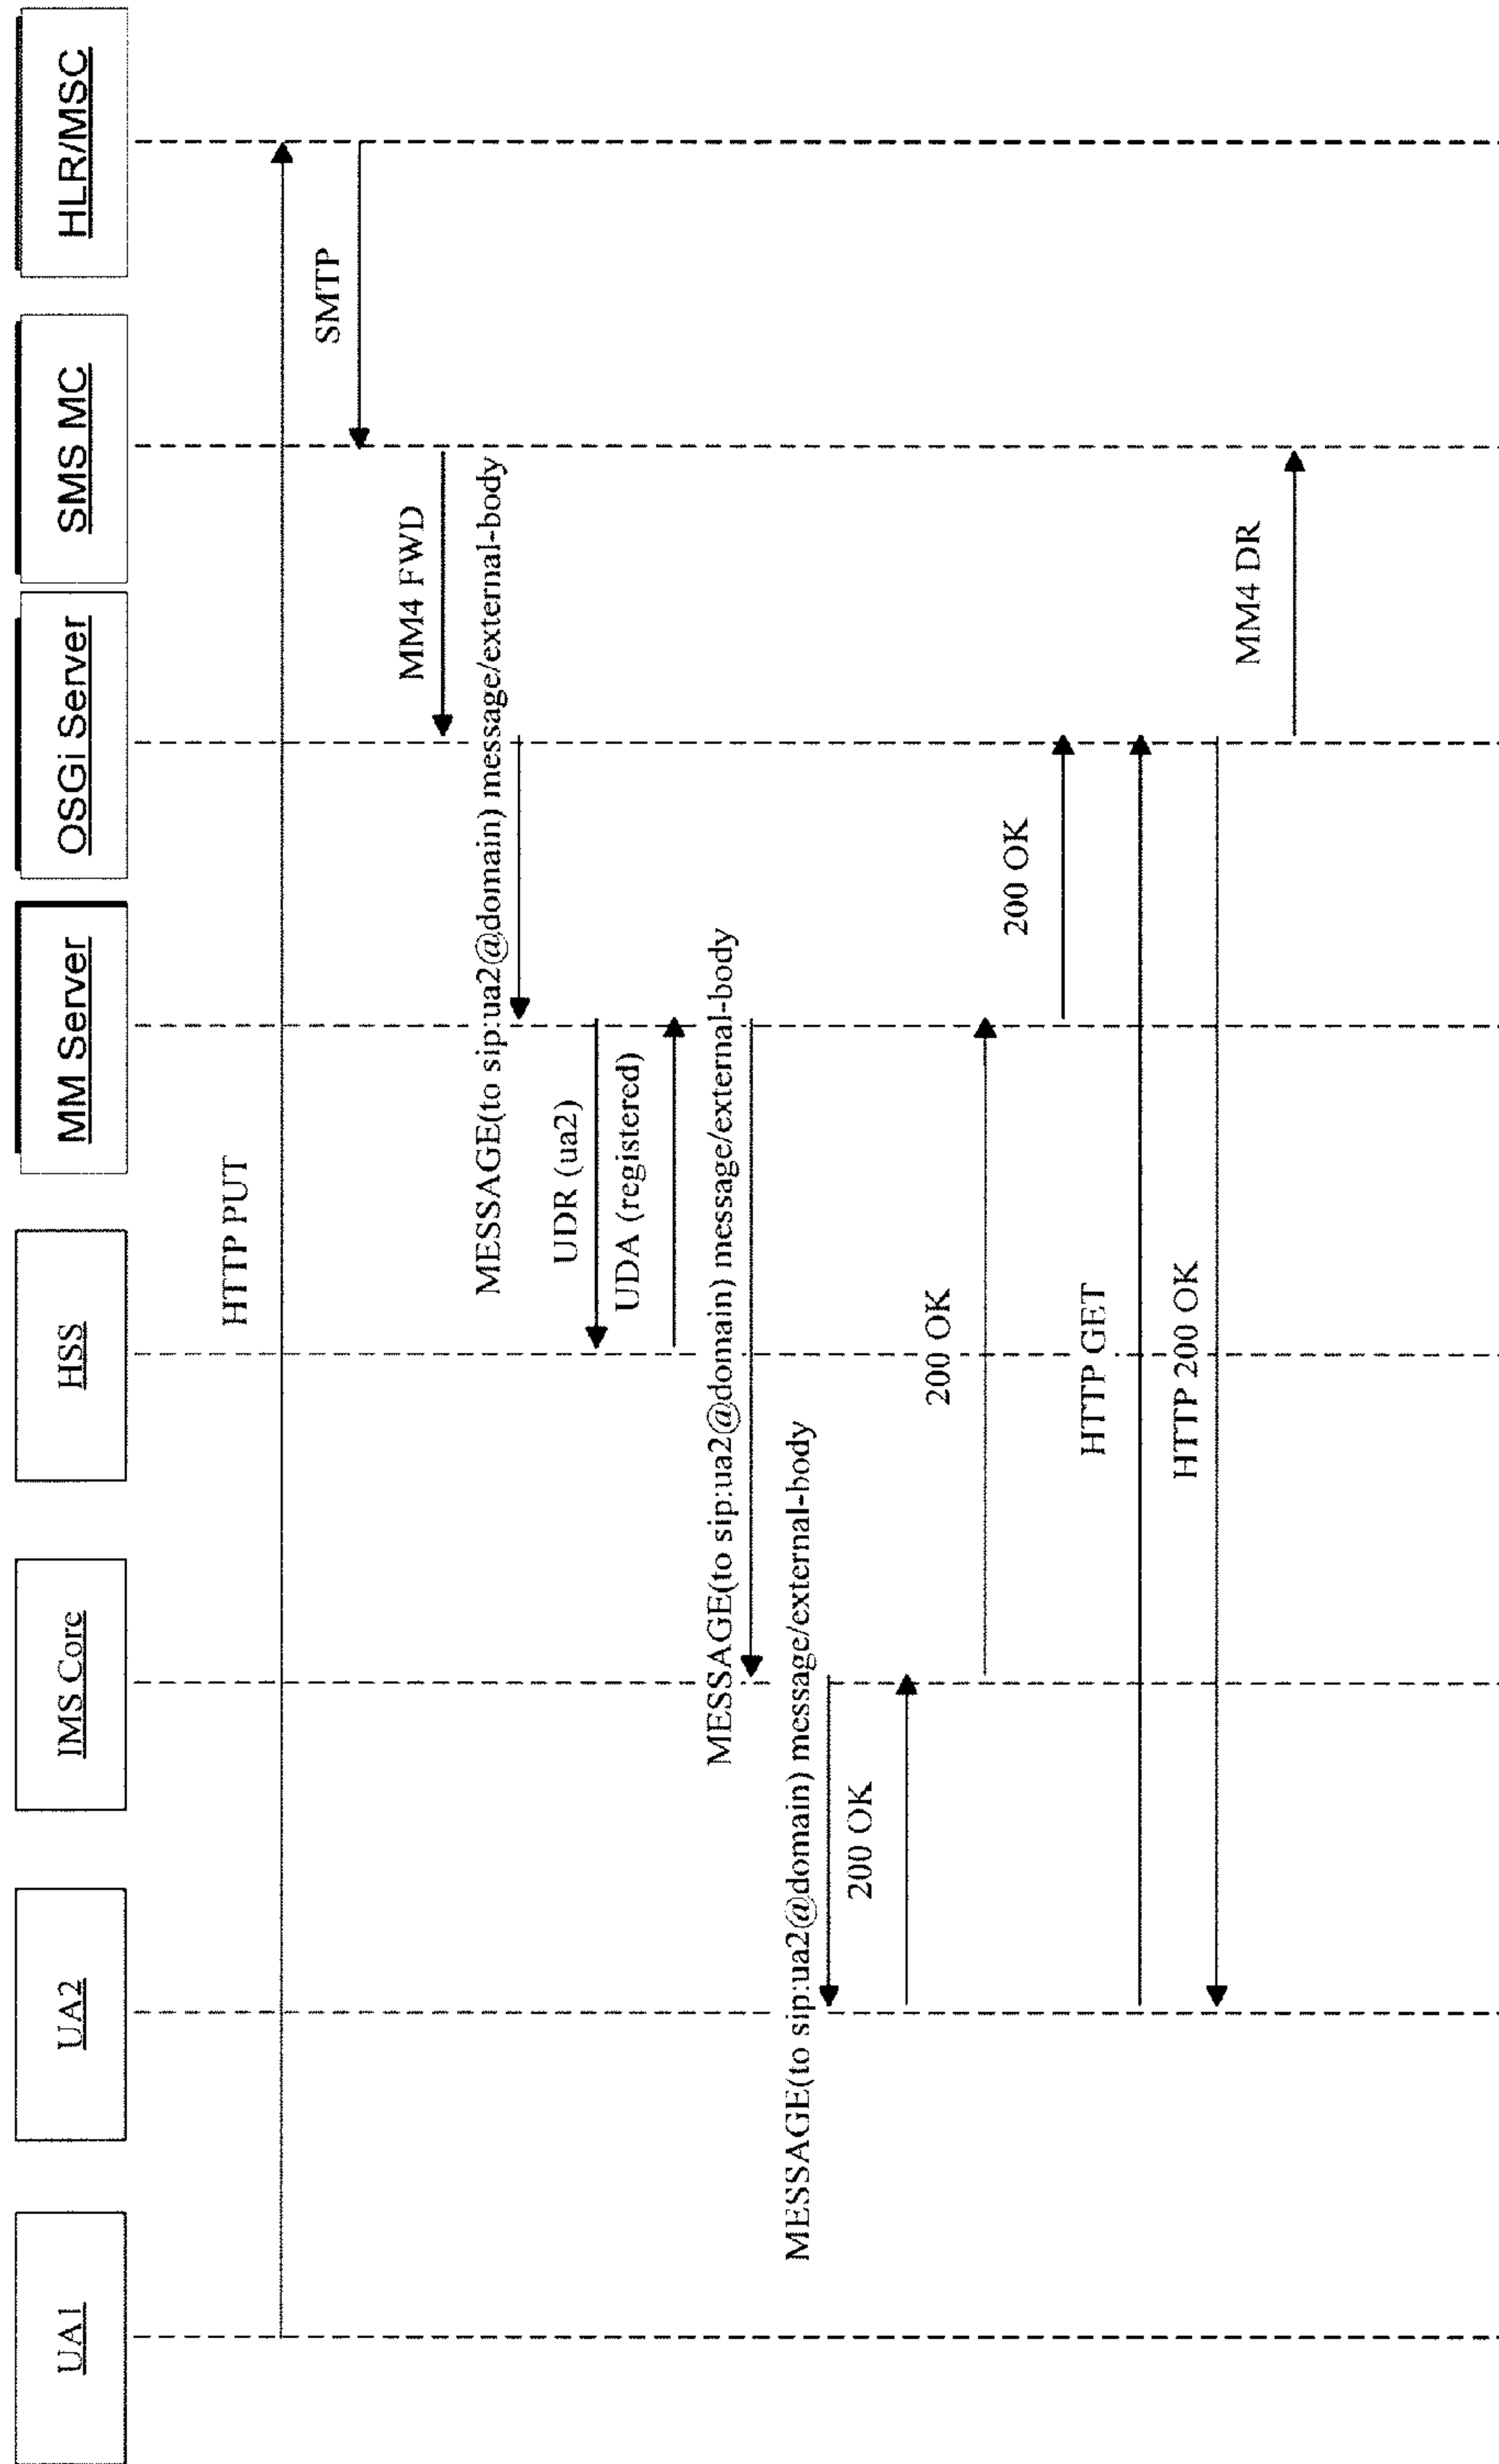 UA1
UA2
IMS Core
HSS
MM Server
OSGi Server
SMS MC
HLR/MSC
HTTP PUT
SMTP
MM4 FWD
MESSAGE(to sip:ua2@domain) message/external-body
UDR (ua2)
UDA (registered)
MESSAGE(to sip:ua2@domain) message/external-body
MESSAGE(to sip:ua2@domain) message/external-body
200 OK
200 OK
200 OK
HTTP GET
HTTP 200 OK
MM4 DR